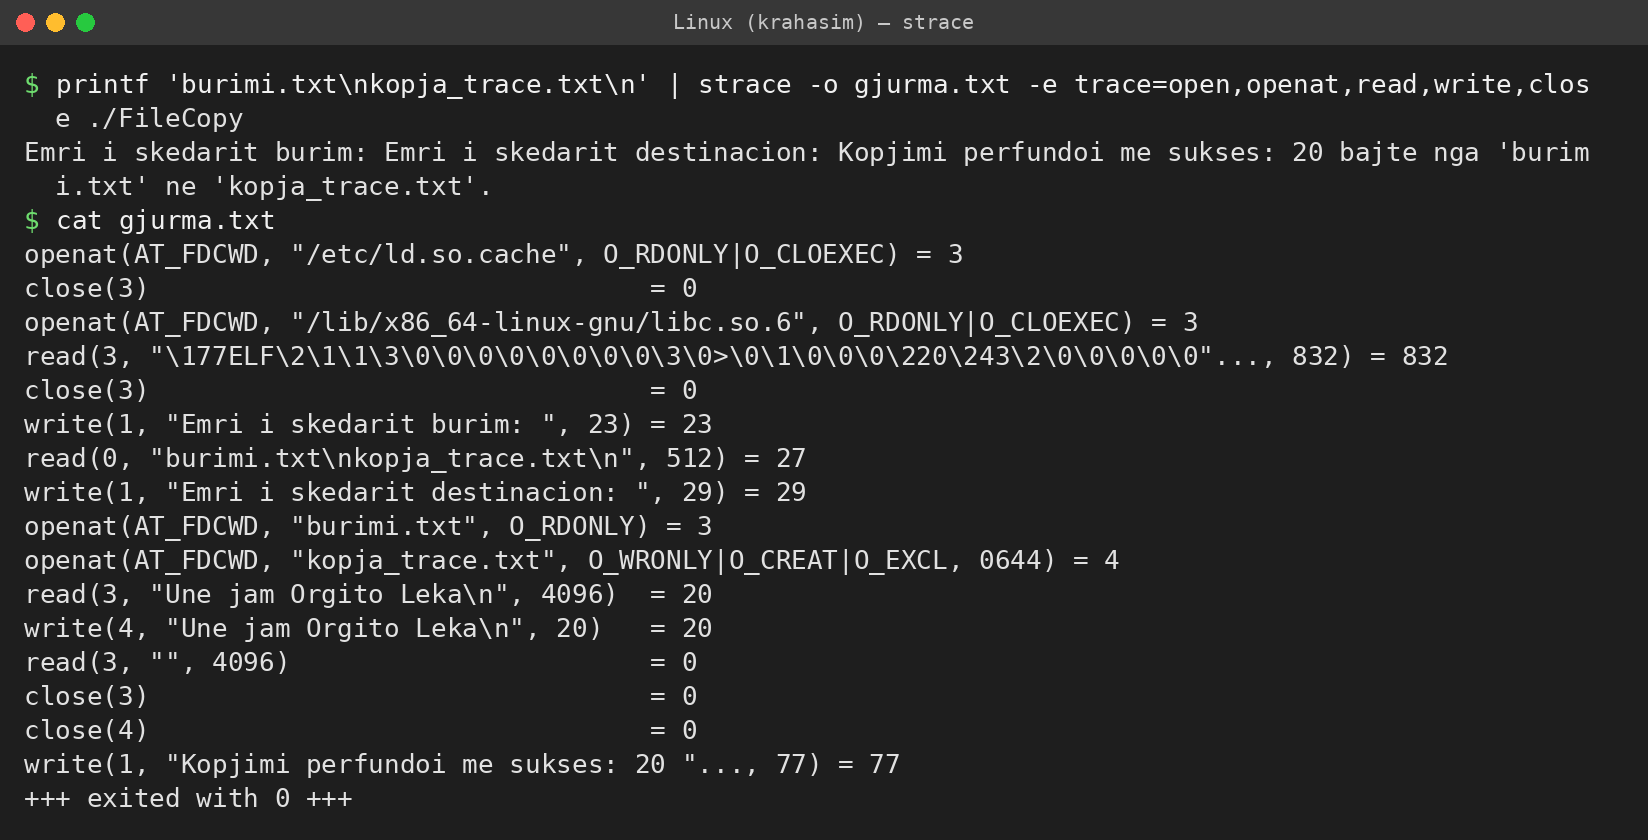 Linux (krahasim) — strace
$ printf 'burimi.txt\nkopja_trace.txt\n' | strace -o gjurma.txt -e trace=open,openat,read,write,clos
  e ./FileCopy
Emri i skedarit burim: Emri i skedarit destinacion: Kopjimi perfundoi me sukses: 20 bajte nga 'burim
  i.txt' ne 'kopja_trace.txt'.
$ cat gjurma.txt
openat(AT_FDCWD, "/etc/ld.so.cache", O_RDONLY|O_CLOEXEC) = 3
close(3)                                = 0
openat(AT_FDCWD, "/lib/x86_64-linux-gnu/libc.so.6", O_RDONLY|O_CLOEXEC) = 3
read(3, "\177ELF\2\1\1\3\0\0\0\0\0\0\0\0\3\0>\0\1\0\0\0\220\243\2\0\0\0\0\0"..., 832) = 832
close(3)                                = 0
write(1, "Emri i skedarit burim: ", 23) = 23
read(0, "burimi.txt\nkopja_trace.txt\n", 512) = 27
write(1, "Emri i skedarit destinacion: ", 29) = 29
openat(AT_FDCWD, "burimi.txt", O_RDONLY) = 3
openat(AT_FDCWD, "kopja_trace.txt", O_WRONLY|O_CREAT|O_EXCL, 0644) = 4
read(3, "Une jam Orgito Leka\n", 4096)  = 20
write(4, "Une jam Orgito Leka\n", 20)   = 20
read(3, "", 4096)                       = 0
close(3)                                = 0
close(4)                                = 0
write(1, "Kopjimi perfundoi me sukses: 20 "..., 77) = 77
+++ exited with 0 +++